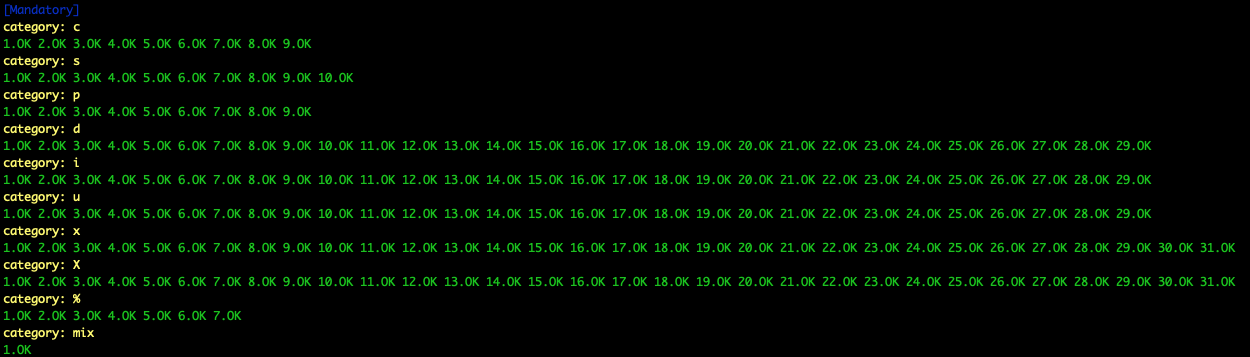 [Mandatory]
category: c
1.OK 2.OK 3.OK 4.OK 5.OK 6.OK 7.OK 8.OK 9.OK
category: s
1.OK 2.OK 3.OK 4.OK 5.OK 6.OK 7.OK 8.OK 9.OK 10.OK
category: p
1.OK 2.OK 3.OK 4.OK 5.OK 6.OK 7.OK 8.OK 9.OK
category: d
1.OK 2.OK 3.OK 4.OK 5.OK 6.OK 7.OK 8.OK 9.OK 10.OK 11.OK 12.OK 13.OK 14.OK 15.OK 16.OK 17.OK 18.OK 19.OK 20.OK 21.OK 22.OK 23.OK 24.OK 25.OK 26.OK 27.OK 28.OK 29.OK
category: i
1.OK 2.OK 3.OK 4.OK 5.OK 6.OK 7.OK 8.OK 9.OK 10.OK 11.OK 12.OK 13.OK 14.OK 15.OK 16.OK 17.OK 18.OK 19.OK 20.OK 21.OK 22.OK 23.OK 24.OK 25.OK 26.OK 27.OK 28.OK 29.OK
category: u
1.OK 2.OK 3.OK 4.OK 5.OK 6.OK 7.OK 8.OK 9.OK 10.OK 11.OK 12.OK 13.OK 14.OK 15.OK 16.OK 17.OK 18.OK 19.OK 20.OK 21.OK 22.OK 23.OK 24.OK 25.OK 26.OK 27.OK 28.OK 29.OK
category: x
1.OK 2.OK 3.OK 4.OK 5.OK 6.OK 7.OK 8.OK 9.OK 10.OK 11.OK 12.OK 13.OK 14.OK 15.OK 16.OK 17.OK 18.OK 19.OK 20.OK 21.OK 22.OK 23.OK 24.OK 25.OK 26.OK 27.OK 28.OK 29.OK 30.OK 31.OK
category: X
1.OK 2.OK 3.OK 4.OK 5.OK 6.OK 7.OK 8.OK 9.OK 10.OK 11.OK 12.OK 13.OK 14.OK 15.OK 16.OK 17.OK 18.OK 19.OK 20.OK 21.OK 22.OK 23.OK 24.OK 25.OK 26.OK 27.OK 28.OK 29.OK 30.OK 31.OK
category: %
1.OK 2.OK 3.OK 4.OK 5.OK 6.OK 7.OK
category: mix
1.OK